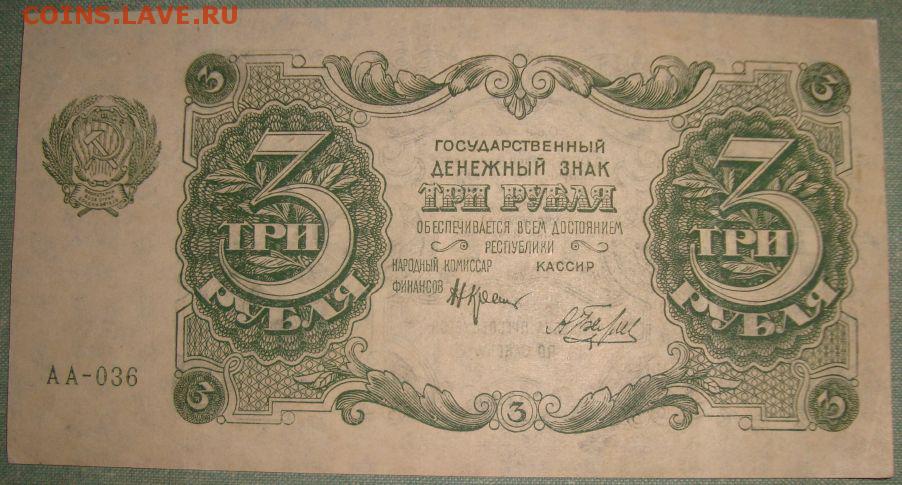 COINS.LAVE.RU
3
3
ГОСУДАРСТВЕННЫЙ
ДЕНЕЖНЫЙ ЗНАК
ТРИ РУБЛЯ
ОБЕСПЕЧИВАЕТСЯ ВСЕМ ДОСТОЯНИЕМ
РЕСПУБЛИКИ
НАРОДНЫЙ КОМИССАР
ФИНАНСОВ
КАССИР
3
ТРИ
РУБЛЯ
3
ТРИ
РУБЛЯ
АА-036
3
3
3